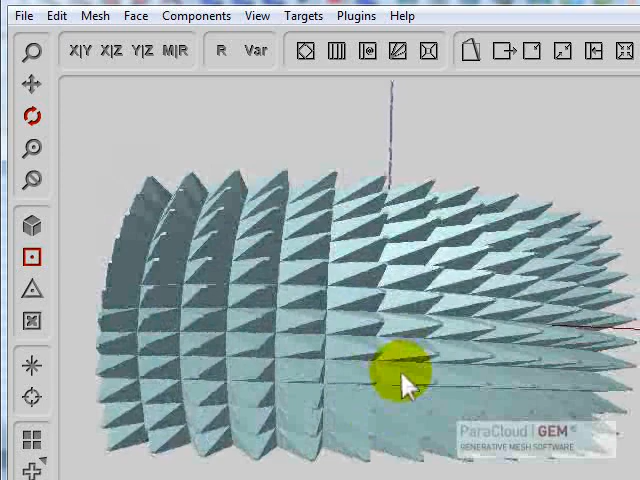 File Edit Mesh Face Components View Targets Plugins Help
X|Y X|Z Y|Z M|R R Var
ParaCloud | GEM©
GENERATIVE MESH SOFTWARE